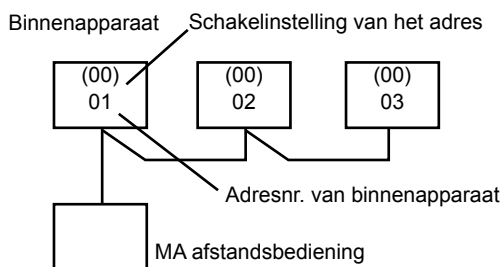 Binnenapparaat Schakelinstelling van het adres
(00) (00) (00)
01 02 03
Adresnr. van binnenapparaat
MA afstandsbediening